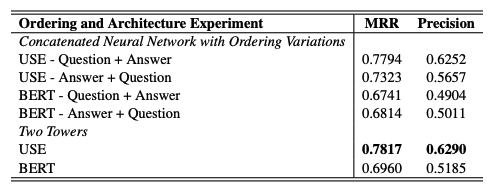 Ordering and Architecture Experiment MRR Precision
Concatenated Neural Network with Ordering Variations
USE - Question + Answer 0.7794 0.6252
USE - Answer + Question 0.7323 0.5657
BERT - Question + Answer 0.6741 0.4904
BERT - Answer + Question 0.6814 0.5011
Two Towers
USE 0.7817 0.6290
BERT 0.6960 0.5185